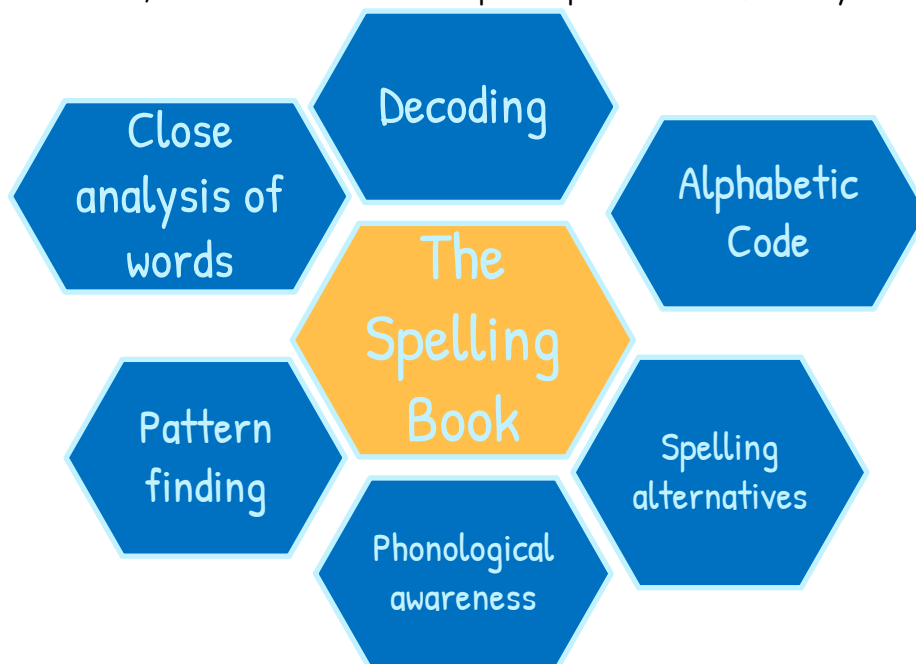 Decoding
Close
analysis of
words
Alphabetic
Code
The
Spelling
Book
Pattern
finding
Spelling
alternatives
Phonological
awareness